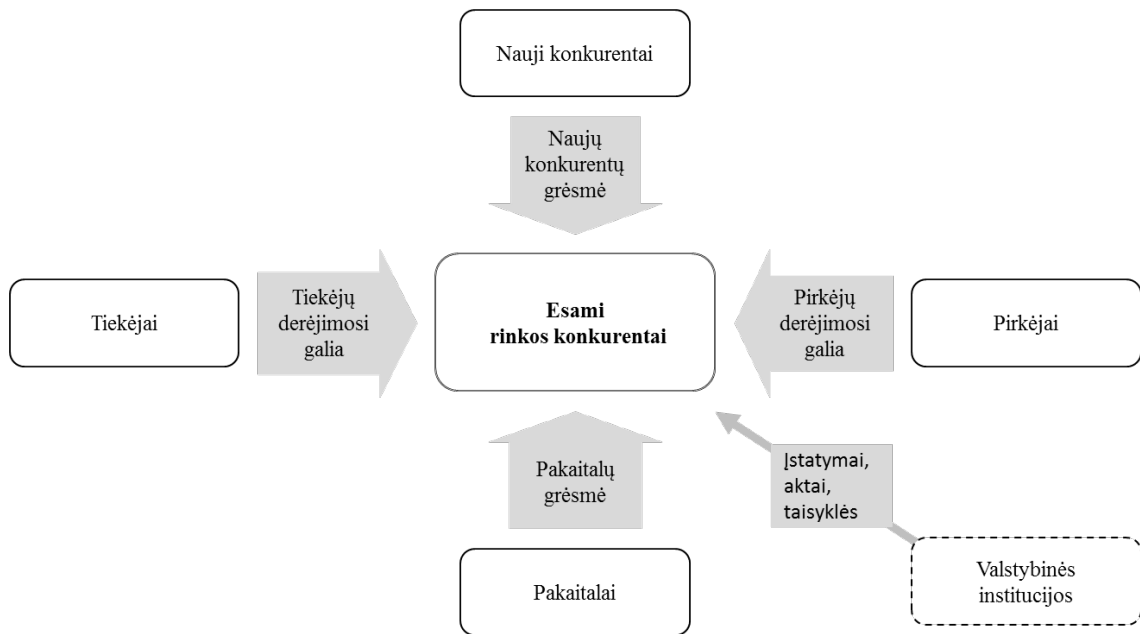 Nauji konkurentai
Naujų
konkurentų
grėsmė
Tiekėjai
Tiekėjų
derėjimosi
galia
Esami
rinkos konkurentai
Pirkėjų
derėjimosi
galia
Pirkėjai
Pakaitalų
grėsmė
Įstatymai,
aktai,
taisyklės
Pakaitalai
Valstybinės
institucijos